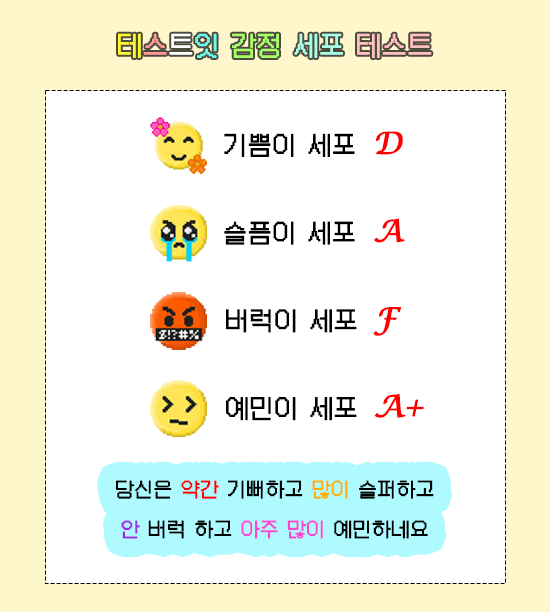 테스트잇 감정 세포 테스트
기쁨이 세포 D
슬픔이 세포 A
버럭이 세포 F
$!?#%
예민이 세포 A+
당신은 약간 기뻐하고 많이 슬퍼하고
안 버럭 하고 아주 많이 예민하네요